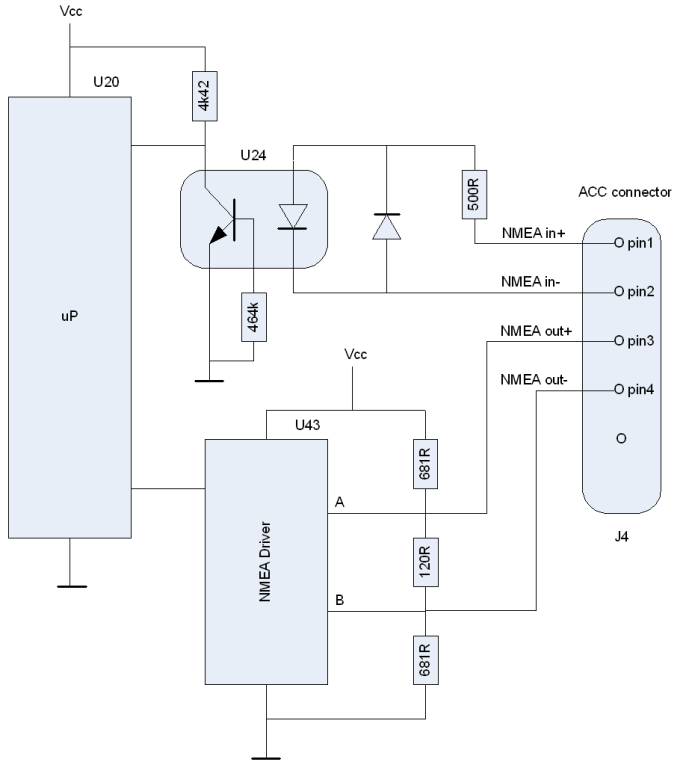 Vcc
U20
4k42
U24
500R
ACC connector
NMEA in+
O pin1
NMEA in-
O pin2
uP
464k
NMEA out+
O pin3
Vcc
NMEA out-
O pin4
U43
681R
O
A
NMEA Driver
120R
J4
B
681R